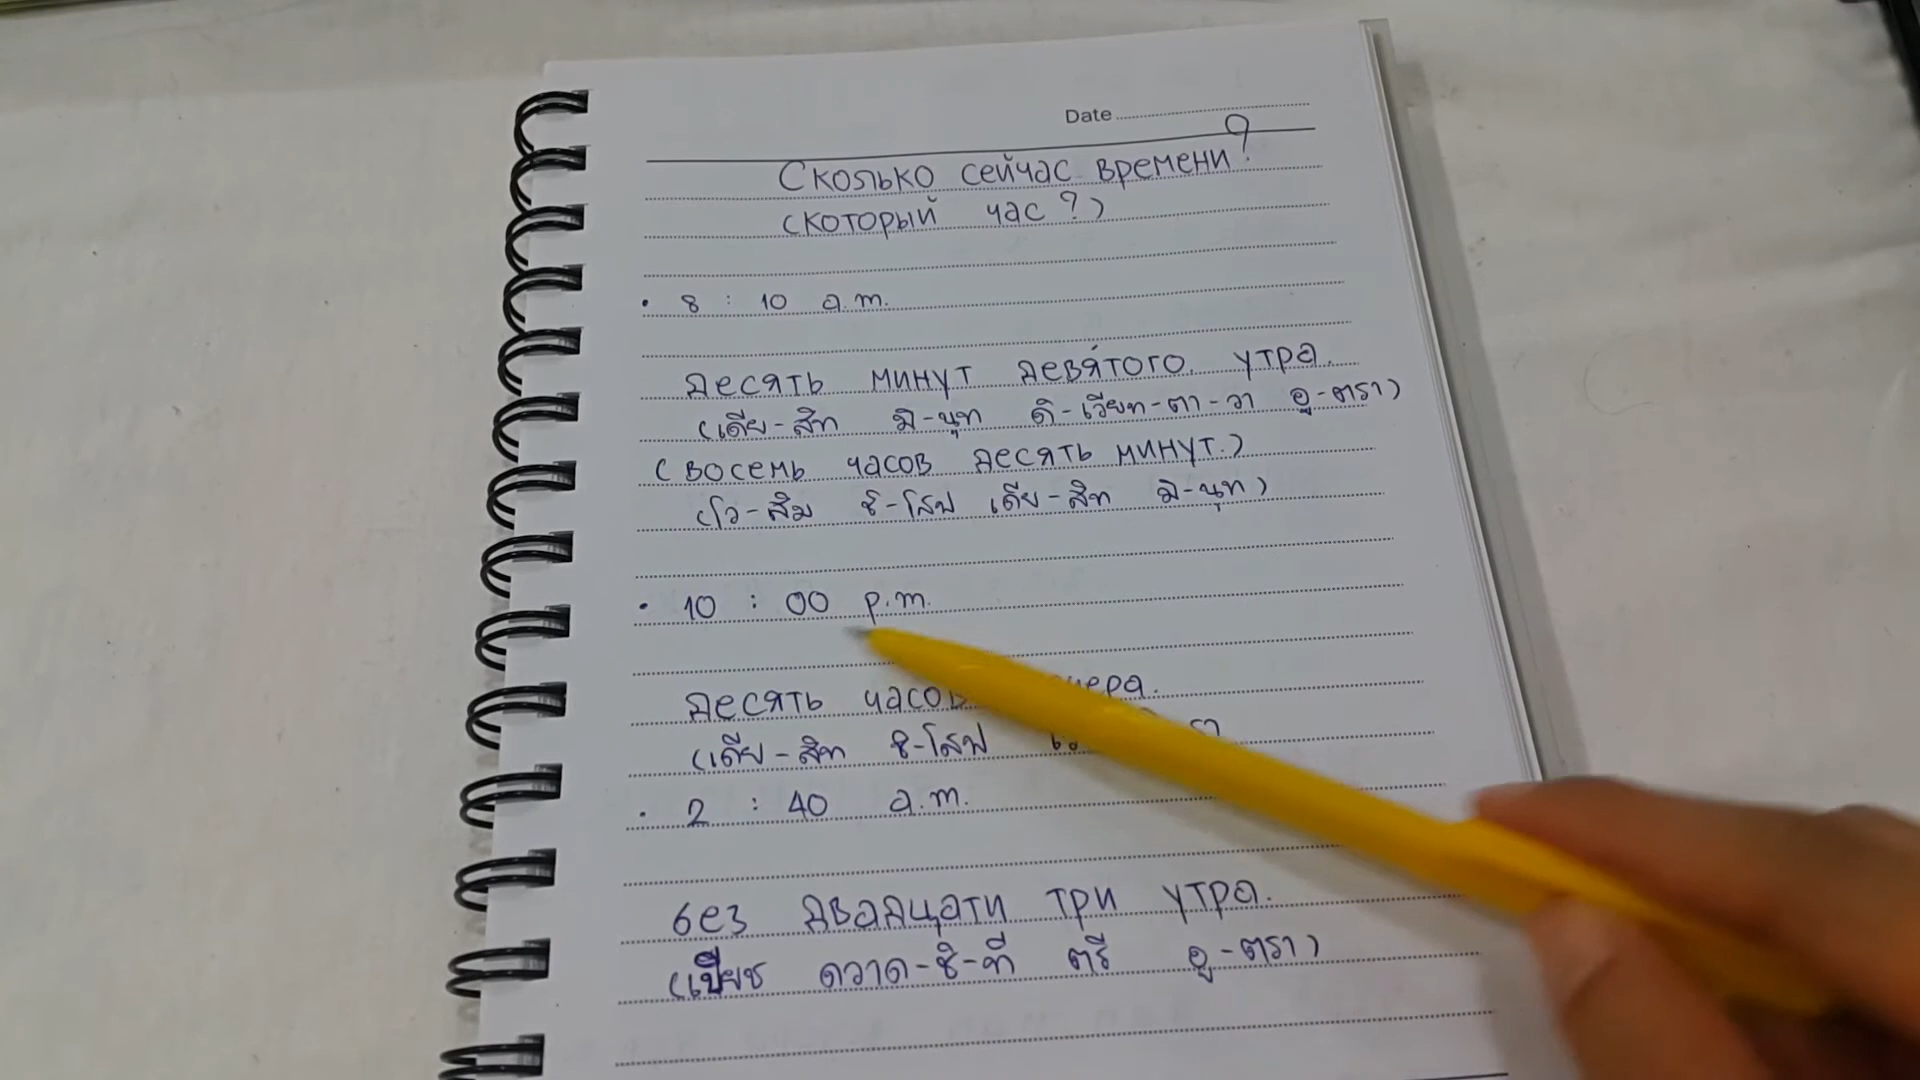 Date
Сколько сейчас времени?
(который час?)
• 8 : 10 a.m.
десять минут девя́того утра.
(เดีย-สิท มิ-นุท ดิ-เวียท-ตา-วา อู-ตรา)
(восемь часов десять минут.)
(โว-สิม ชิ-โสฟ เดีย-สิท มิ-นุท)
• 10 : 00 p.m.
десять часов
(เดีย-สิท ชิ-โสฟ
• 2 : 40 a.m.
без двадцати три утра.
(เบียซ ดวาด-ชิ-ที ตรี อู-ตรา)